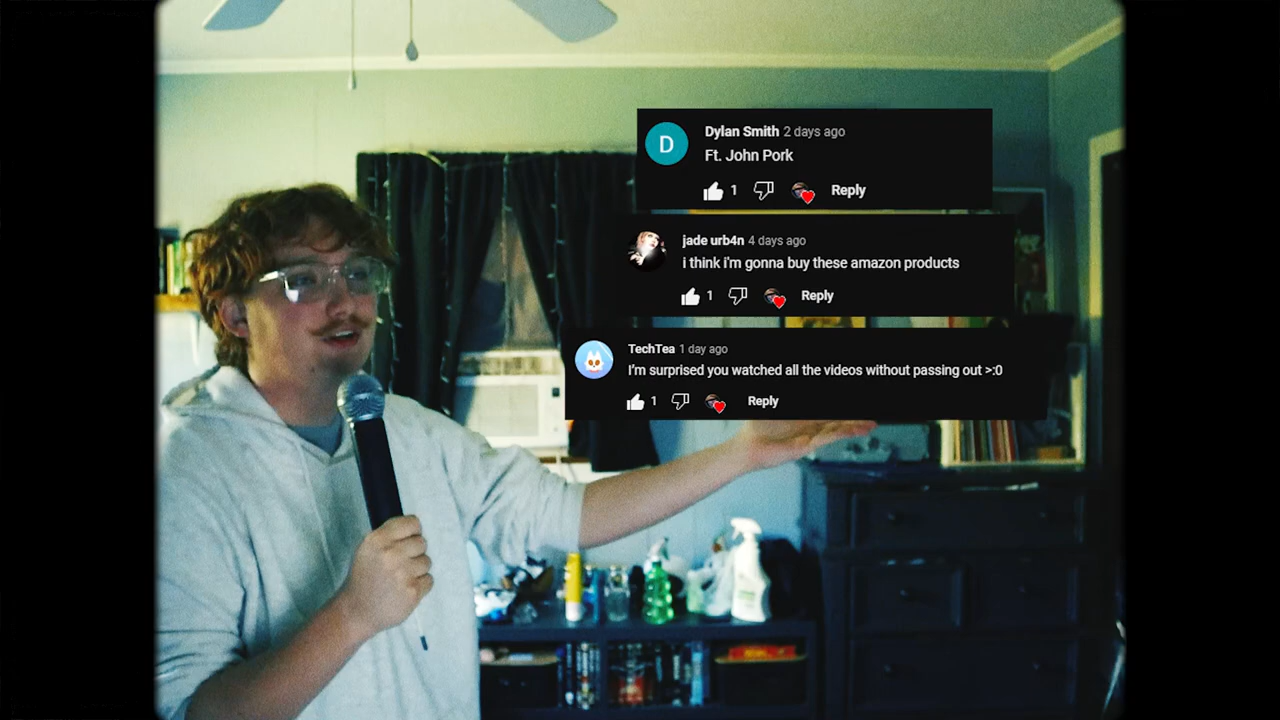 D
Dylan Smith 2 days ago
Ft. John Pork
1 Reply
jade urb4n 4 days ago
i think i'm gonna buy these amazon products
1 Reply
TechTea 1 day ago
I'm surprised you watched all the videos without passing out >:0
1 Reply